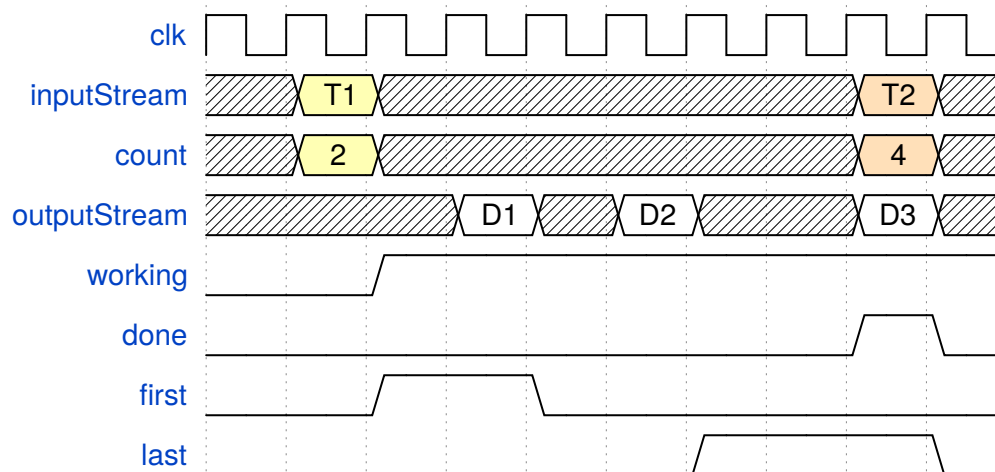 clk
inputStream T1 T2
count 2 4
outputStream D1 D2 D3
working
done
first
last